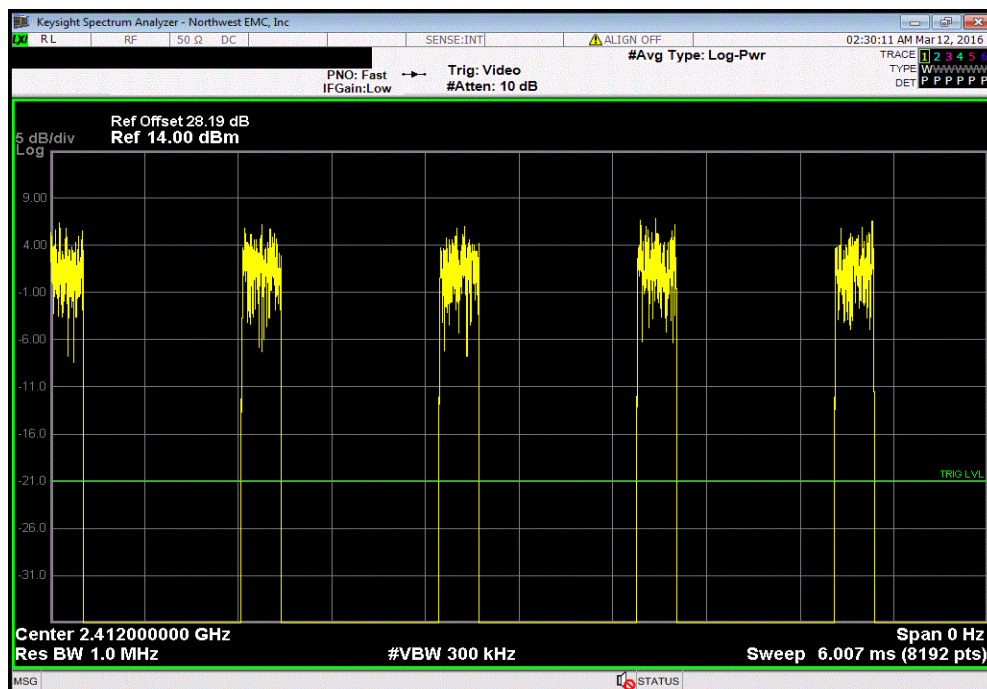 Keysight Spectrum Analyzer - Northwest EMC, Inc
LXI RL RF 50 Ω DC SENSE:INT ALIGN OFF 02:30:11 AM Mar 12, 2016
#Avg Type: Log-Pwr TRACE 1 2 3 4 5 6
PNO: Fast Trig: Video TYPE WWWWWW
IFGain:Low #Atten: 10 dB DET P P P P P P
Ref Offset 28.19 dB
5 dB/div Ref 14.00 dBm
Log
9.00
4.00
-1.00
-6.00
-11.0
-16.0
TRIG LVL
-21.0
-26.0
-31.0
Center 2.412000000 GHz Span 0 Hz
Res BW 1.0 MHz #VBW 300 kHz Sweep 6.007 ms (8192 pts)
MSG STATUS